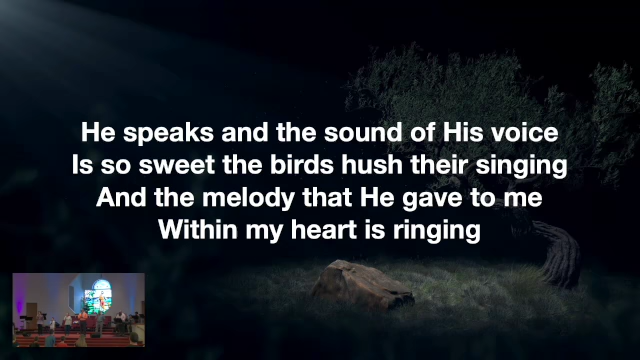 He speaks and the sound of His voice
Is so sweet the birds hush their singing
And the melody that He gave to me
Within my heart is ringing